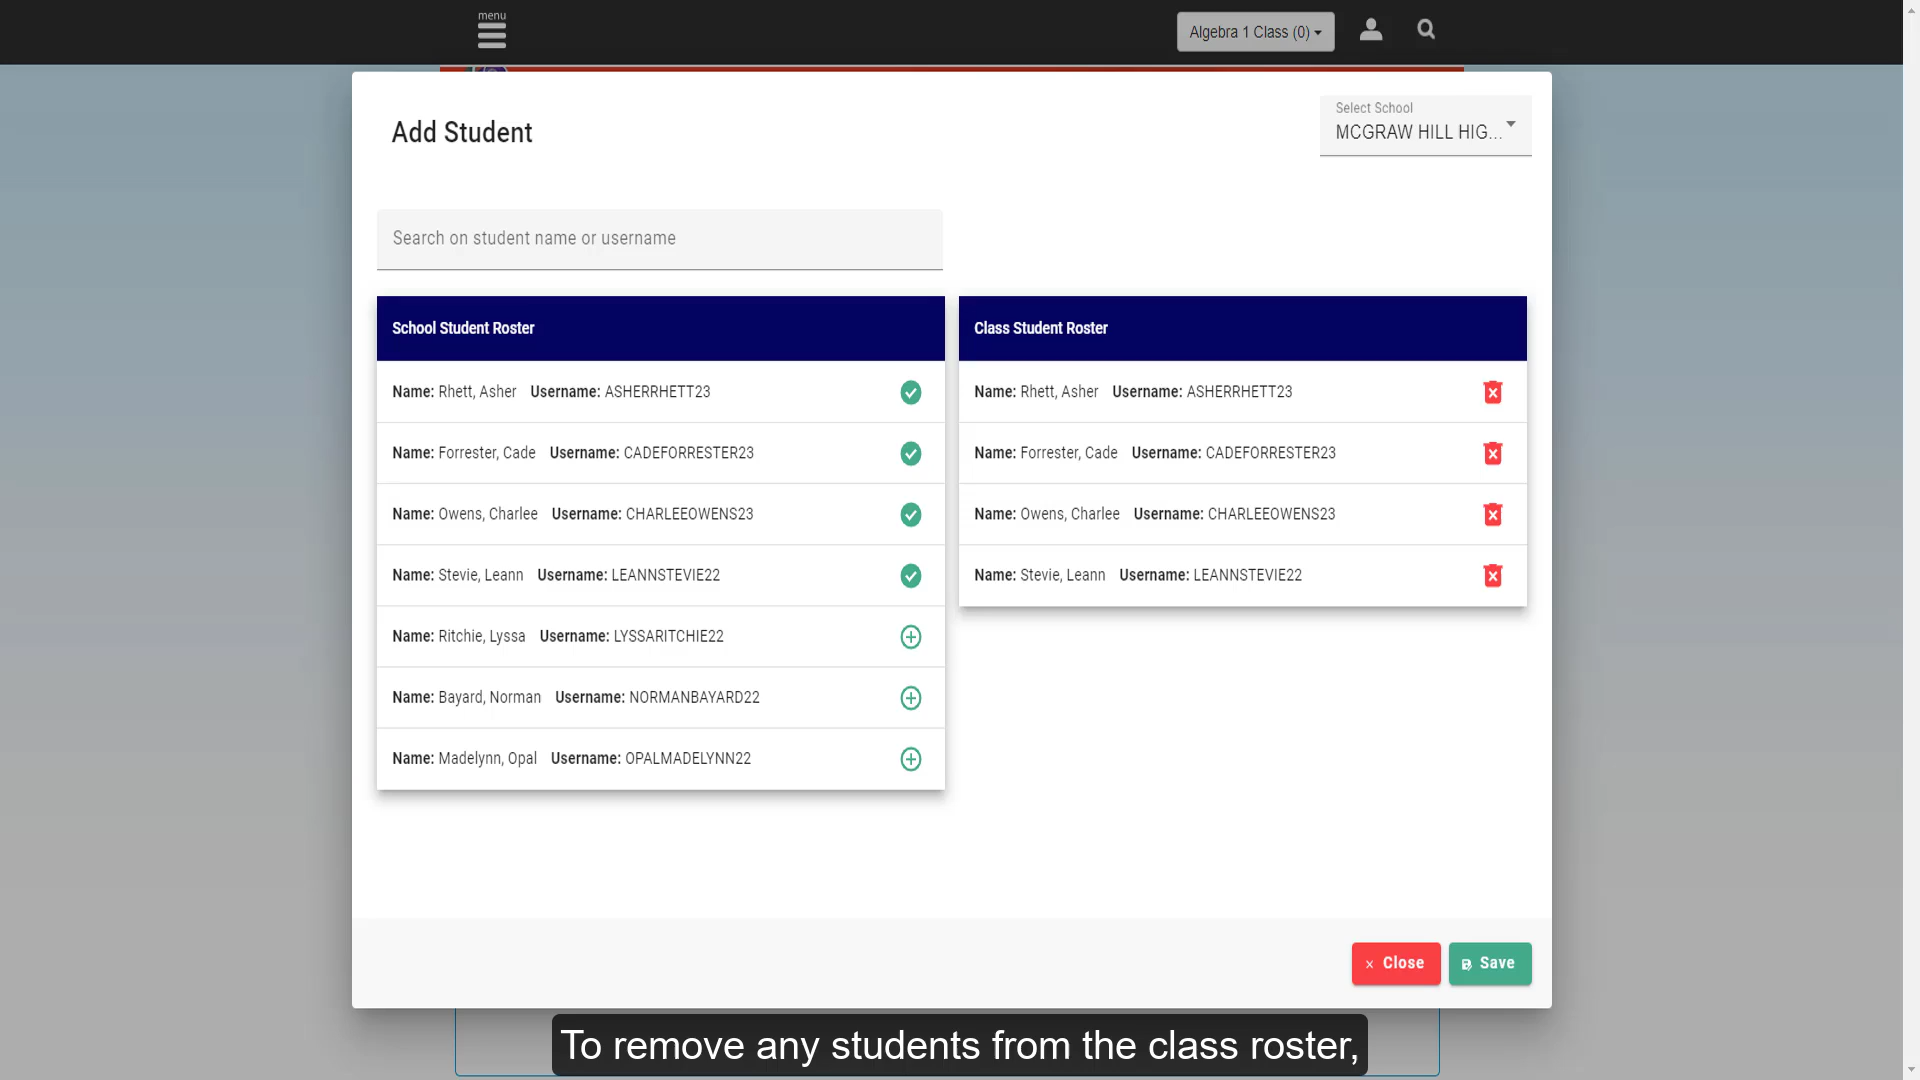 menu
Algebra 1 Class (0)
Add Student
Select School
MCGRAW HILL HIG...
Search on student name or username
School Student Roster
Name: Rhett, Asher Username: ASHERRHETT23
Name: Forrester, Cade Username: CADEFORRESTER23
Name: Owens, Charlee Username: CHARLEEOWENS23
Name: Stevie, Leann Username: LEANNSTEVIE22
Name: Ritchie, Lyssa Username: LYSSARITCHIE22
Name: Bayard, Norman Username: NORMANBAYARD22
Name: Madelynn, Opal Username: OPALMADELYNN22
Class Student Roster
Name: Rhett, Asher Username: ASHERRHETT23
Name: Forrester, Cade Username: CADEFORRESTER23
Name: Owens, Charlee Username: CHARLEEOWENS23
Name: Stevie, Leann Username: LEANNSTEVIE22
Close
Save
To remove any students from the class roster,